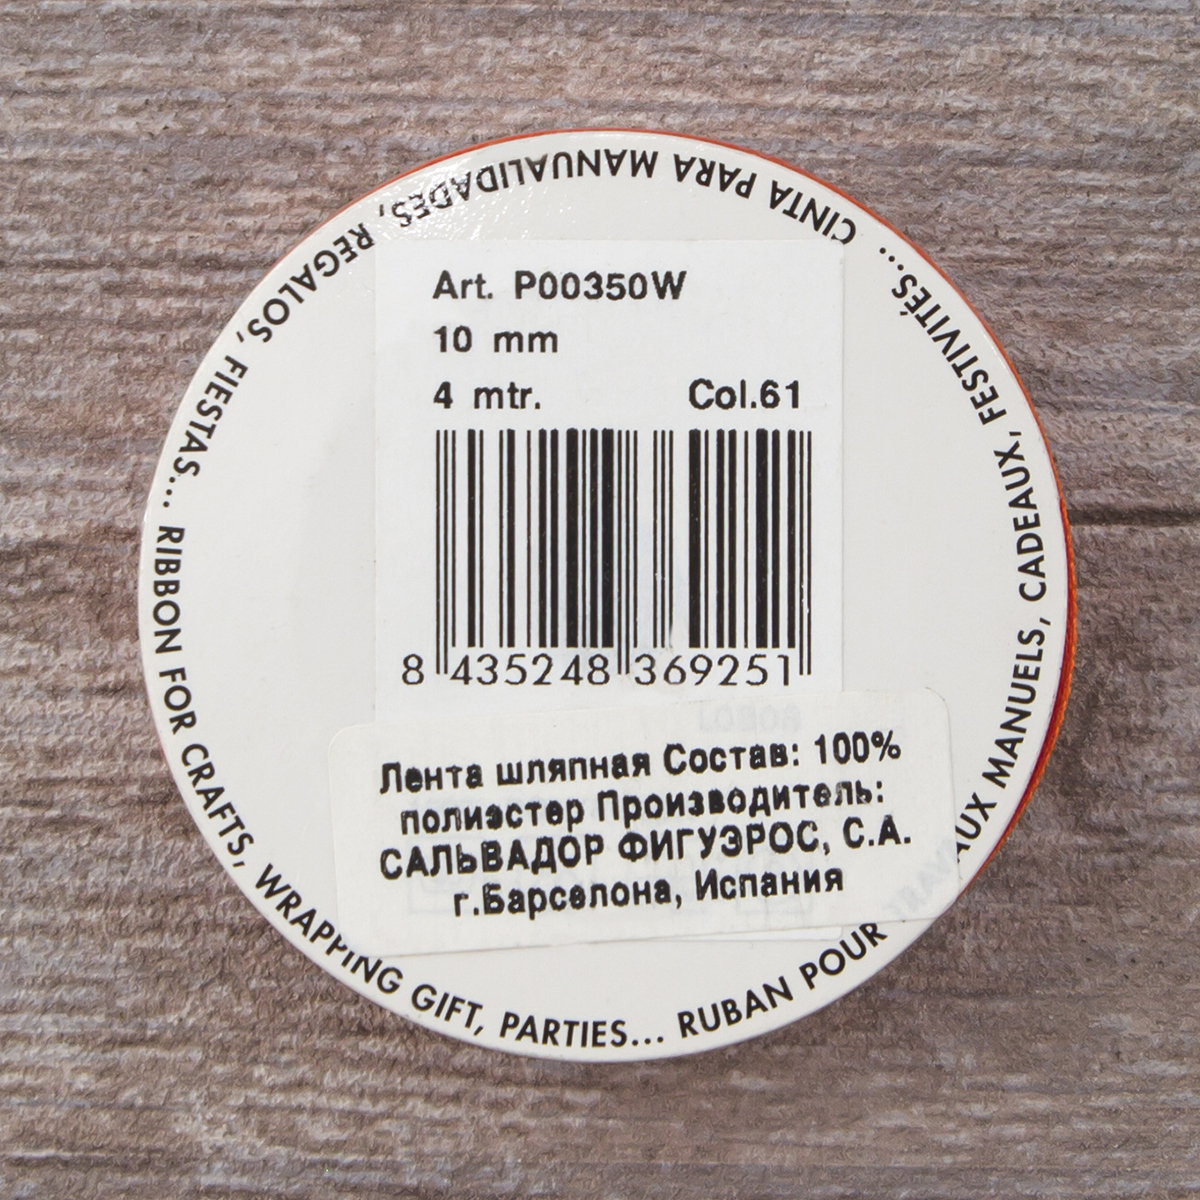 CINTA PARA MANUALIDADES, REGALOS, FIESTAS...
RIBBON FOR CRAFTS, WRAPPING GIFT, PARTIES...
RUBAN POUR TRAVAUX MANUELS, CADEAUX, FESTIVITÉS...
Art. P00350W
10 mm
4 mtr. Col.61
8 435248 369251
Лента шляпная Состав: 100%
полиэстер Производитель:
САЛЬВАДОР ФИГУЭРОС, С.А.
г.Барселона, Испания